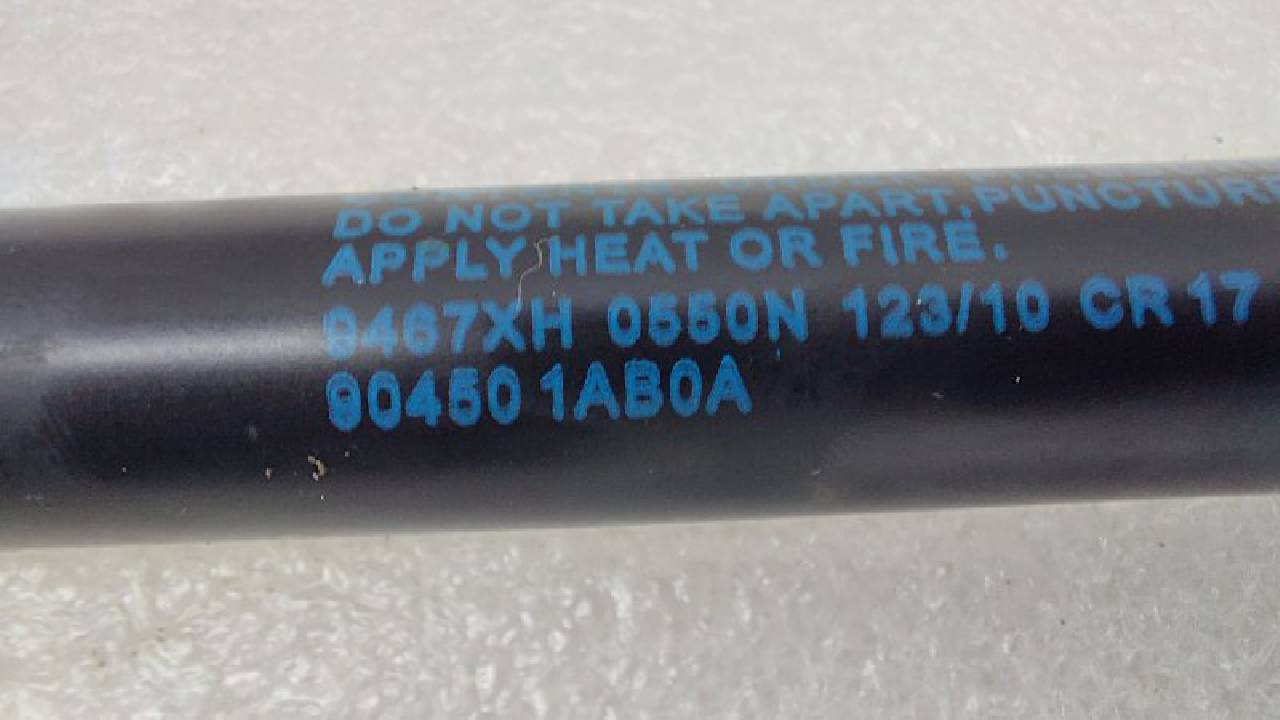 DO NOT TAKE APART, PUNCTURE
APPLY HEAT OR FIRE.
9467XH 0550N 123/10 CR 17
90450 1AB0A